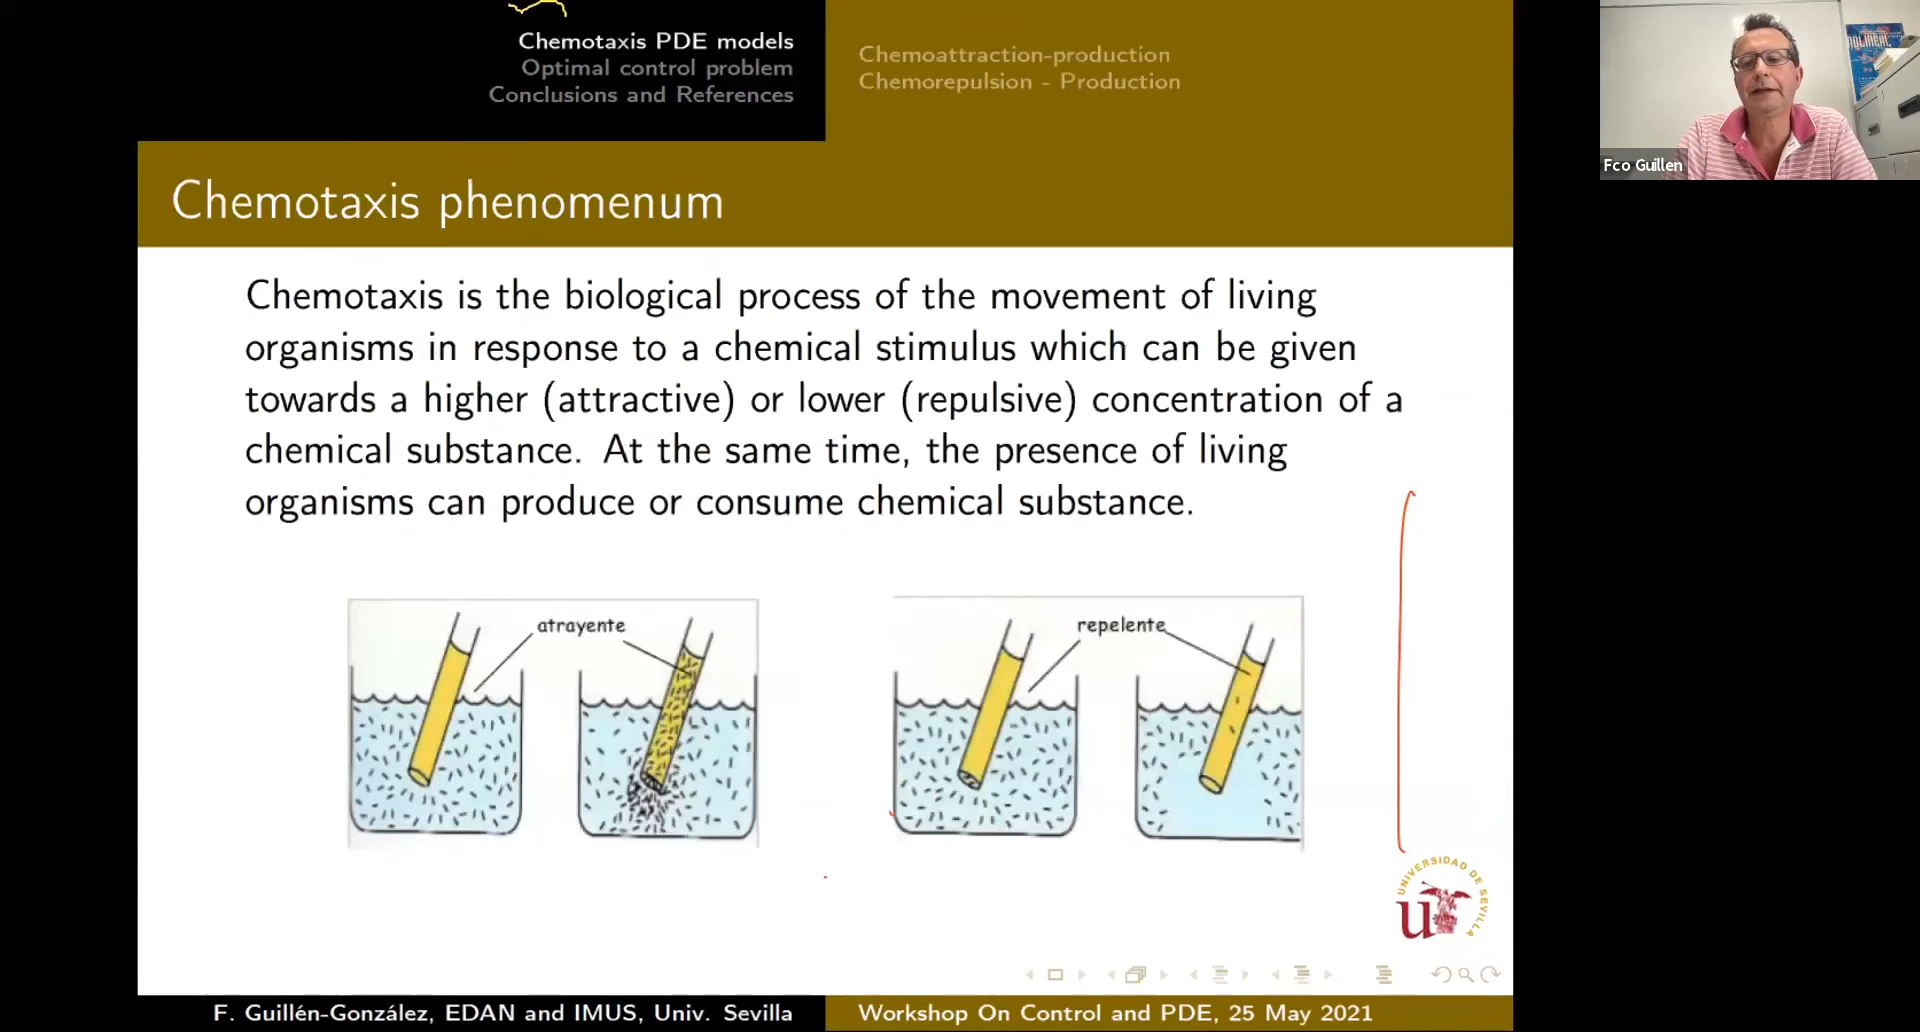 Chemotaxis PDE models
Optimal control problem
Conclusions and References
Chemoattraction-production
Chemorepulsion - Production
Fco Guillen
Chemotaxis phenomenum
Chemotaxis is the biological process of the movement of living
organisms in response to a chemical stimulus which can be given
towards a higher (attractive) or lower (repulsive) concentration of a
chemical substance. At the same time, the presence of living
organisms can produce or consume chemical substance.
atrayente
repelente
UNIVERSIDAD DE SEVILLA
F. Guillén-González, EDAN and IMUS, Univ. Sevilla
Workshop On Control and PDE, 25 May 2021